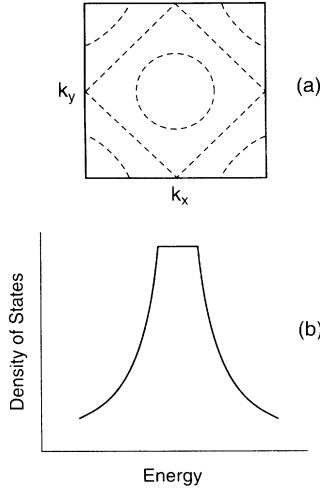 (a)
k_y
k_x
Density of States
(b)
Energy